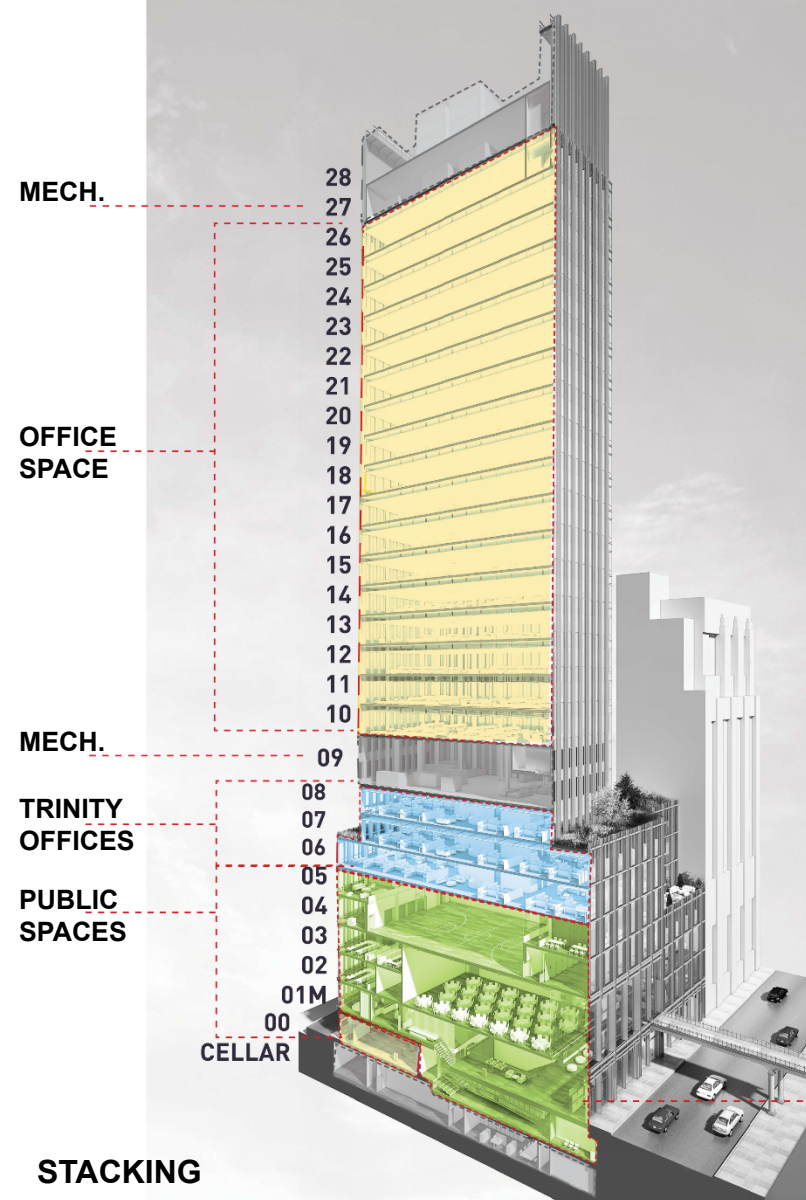 28
MECH.
27
26
25
24
23
22
21
20
OFFICE
SPACE
19
18
17
16
15
14
13
12
11
10
MECH.
09
08
TRINITY
OFFICES
07
06
05
PUBLIC
SPACES
04
03
02
01M
00
CELLAR
STACKING